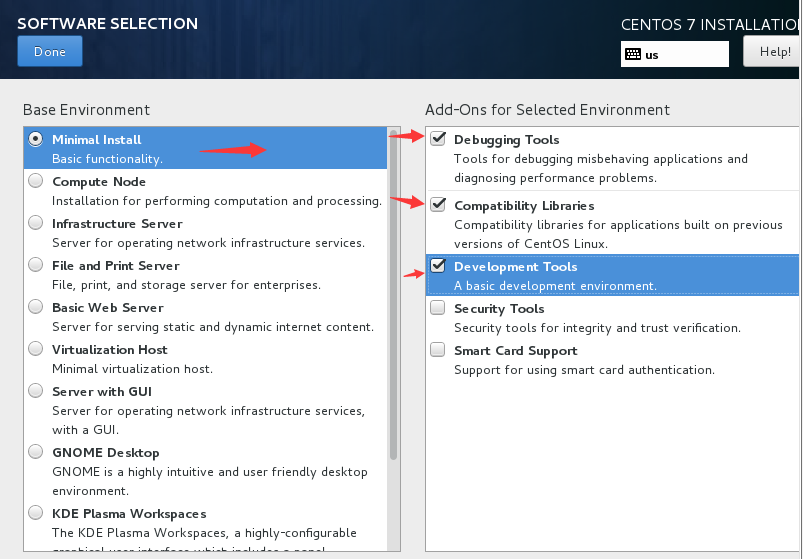 SOFTWARE SELECTION
CENTOS 7 INSTALLATIO
Done
us
Help!
Base Environment
Minimal Install
Basic functionality.
Compute Node
Installation for performing computation and processing.
Infrastructure Server
Server for operating network infrastructure services.
File and Print Server
File, print, and storage server for enterprises.
Basic Web Server
Server for serving static and dynamic internet content.
Virtualization Host
Minimal virtualization host.
Server with GUI
Server for operating network infrastructure services,
with a GUI.
GNOME Desktop
GNOME is a highly intuitive and user friendly desktop
environment.
KDE Plasma Workspaces
The KDE Plasma Workspaces, a highly-configurable
graphical user interface which includes a panel,
Add-Ons for Selected Environment
Debugging Tools
Tools for debugging misbehaving applications and
diagnosing performance problems.
Compatibility Libraries
Compatibility libraries for applications built on previous
versions of CentOS Linux.
Development Tools
A basic development environment.
Security Tools
Security tools for integrity and trust verification.
Smart Card Support
Support for using smart card authentication.